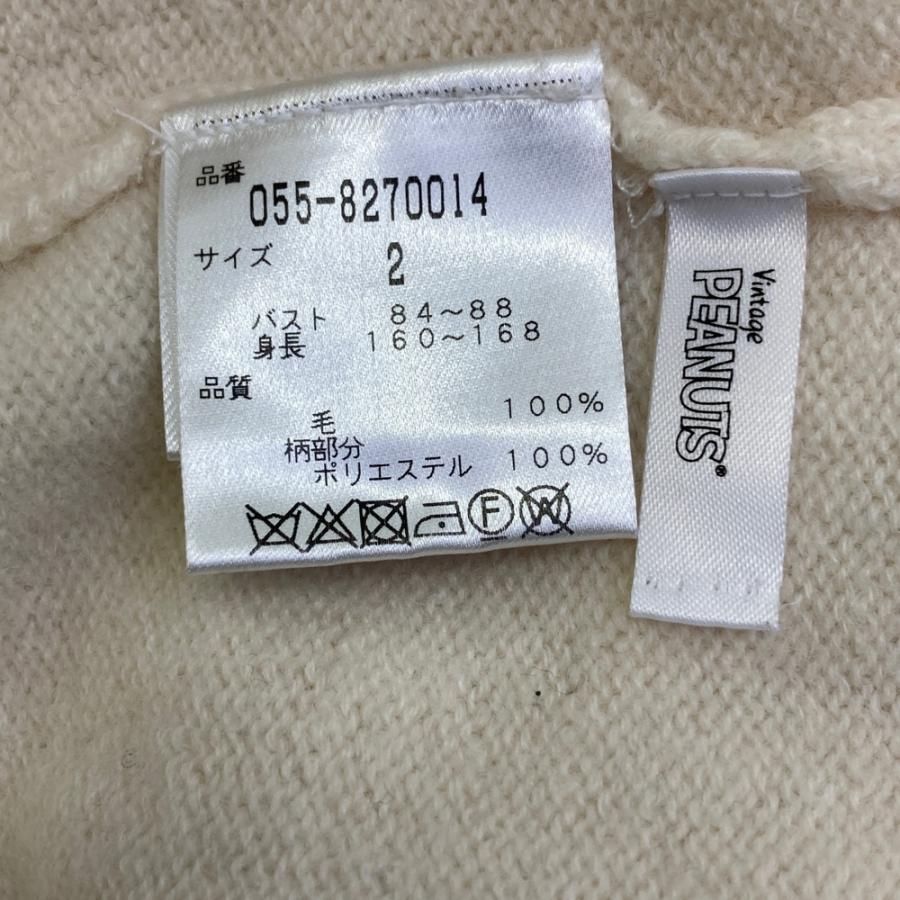 品番
055-8270014
サイズ 2
バスト 84～88
身長 160～168
品質
毛 100%
柄部分
ポリエステル 100%
F W
Vintage
PEANUTS®